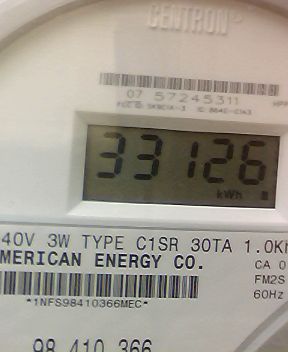 CENTRON®
07 57245311
33126
kWh
40V 3W TYPE C1SR 30TA 1.0Kh
MERICAN ENERGY CO.
CA 0
FM2S
60Hz
*1NFS98410366MEC*
98 410 366